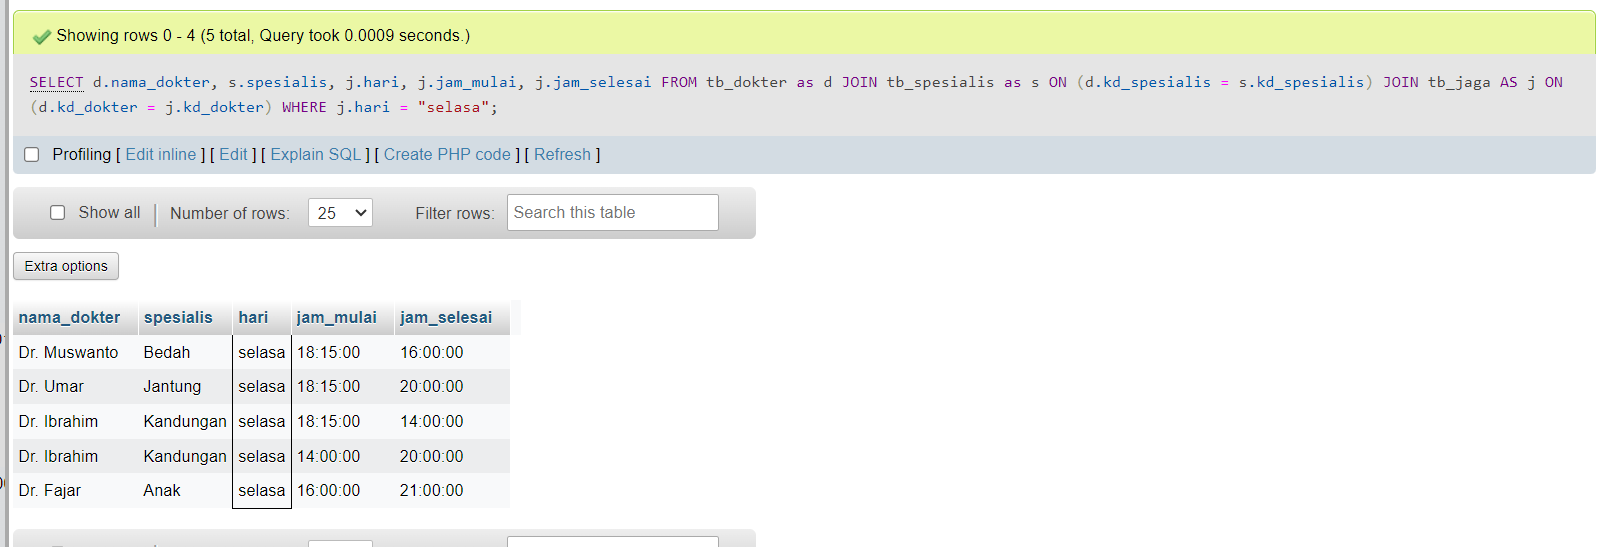 Showing rows 0 - 4 (5 total, Query took 0.0009 seconds.)
SELECT d.nama_dokter, s.spesialis, j.hari, j.jam_mulai, j.jam_selesai FROM tb_dokter as d JOIN tb_spesialis as s ON (d.kd_spesialis = s.kd_spesialis) JOIN tb_jaga AS j ON
(d.kd_dokter = j.kd_dokter) WHERE j.hari = "selasa";
Profiling [ Edit inline ] [ Edit ] [ Explain SQL ] [ Create PHP code ] [ Refresh ]
Show all | Number of rows: 25 Filter rows: Search this table
Extra options
nama_dokter spesialis hari jam_mulai jam_selesai
Dr. Muswanto Bedah selasa 18:15:00 16:00:00
Dr. Umar Jantung selasa 18:15:00 20:00:00
Dr. Ibrahim Kandungan selasa 18:15:00 14:00:00
Dr. Ibrahim Kandungan selasa 14:00:00 20:00:00
Dr. Fajar Anak selasa 16:00:00 21:00:00